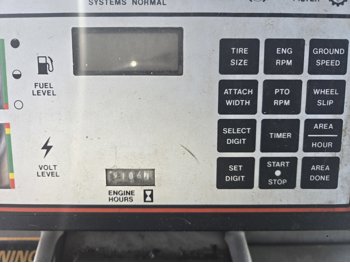 SYSTEMS NORMAL
FUEL
LEVEL
VOLT
LEVEL
ENGINE
HOURS
TIRE
SIZE
ENG
RPM
GROUND
SPEED
ATTACH
WIDTH
PTO
RPM
WHEEL
SLIP
SELECT
DIGIT
TIMER
AREA
HOUR
SET
DIGIT
START
STOP
AREA
DONE
NING